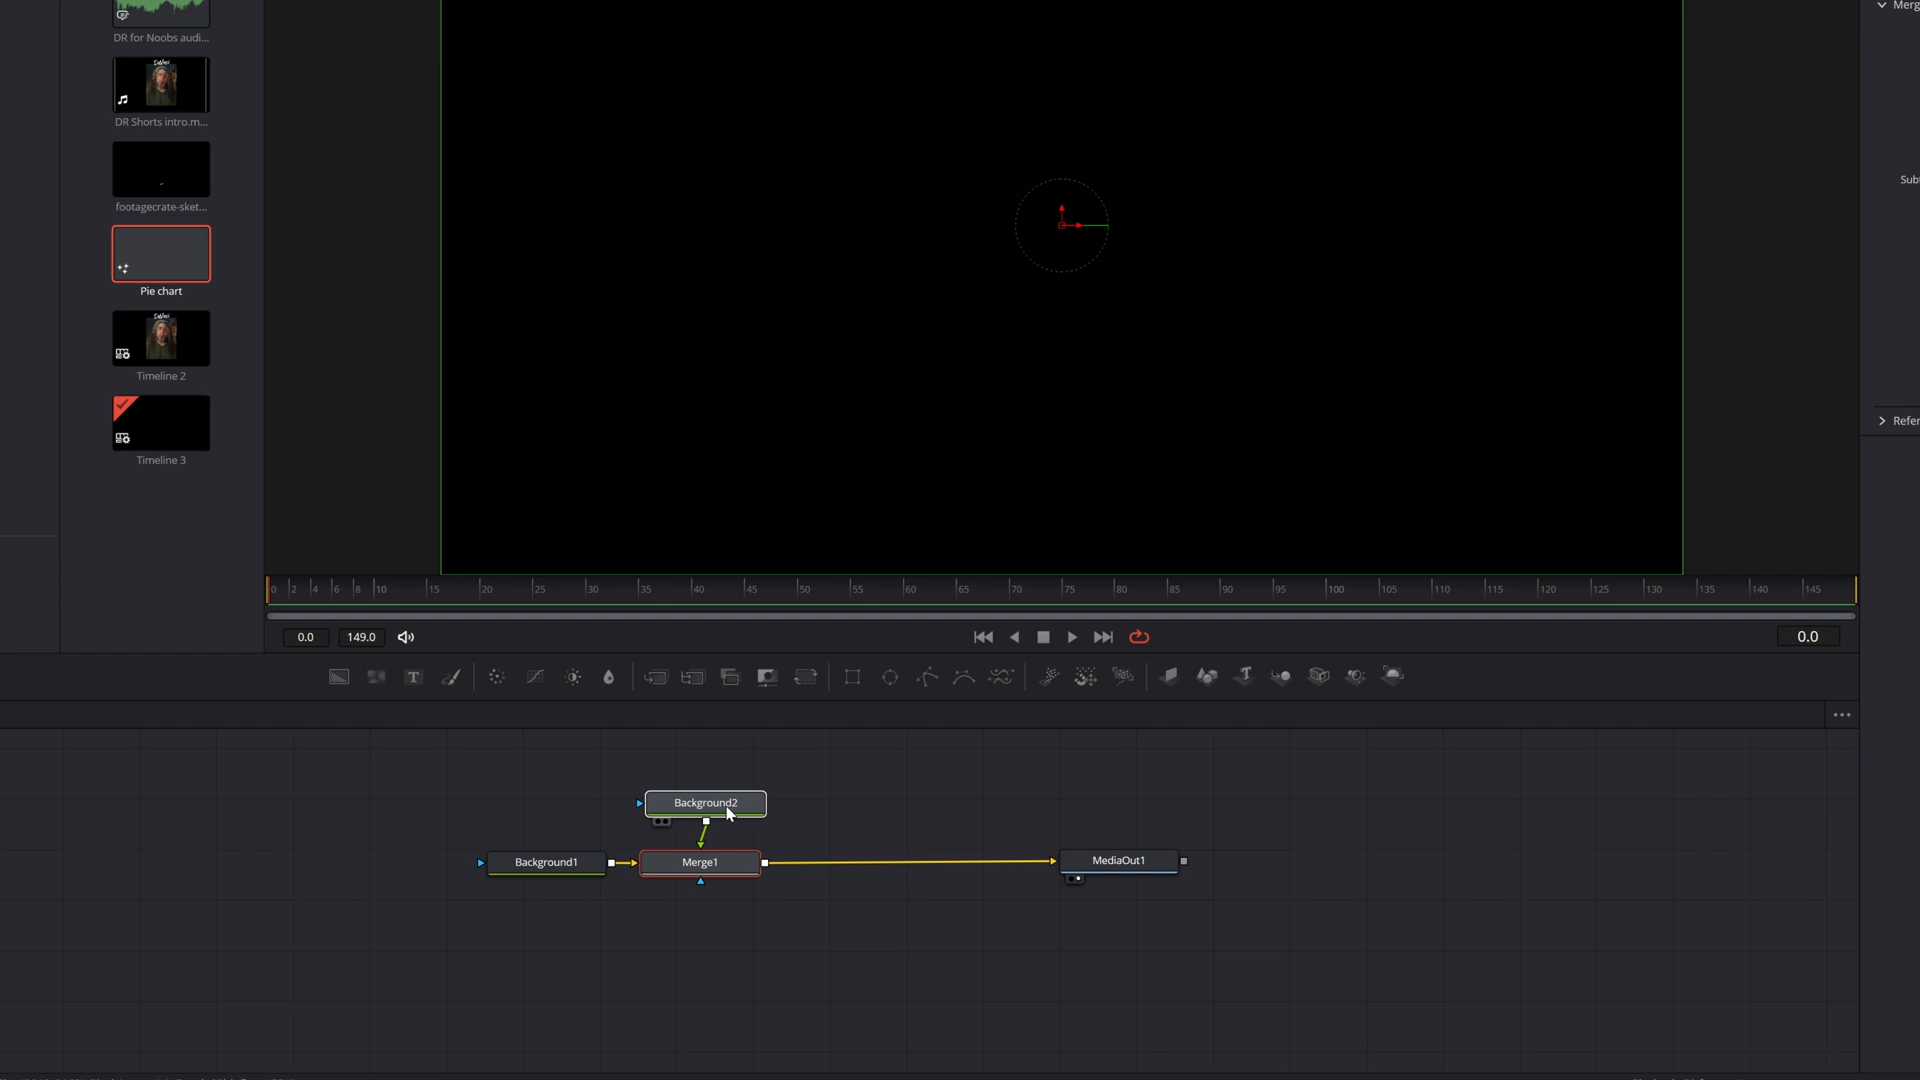 Merg
DR for Noobs audi...
DaVinci
DR Shorts intro.m...
Sub
footagecrate-sket...
Pie chart
DaVinci
Timeline 2
Refer
Timeline 3
0 2 4 6 8 10 15 20 25 30 35 40 45 50 55 60 65 70 75 80 85 90 95 100 105 110 115 120 125 130 135 140 145
0.0 149.0 0.0
T T
Background2
Background1 Merge1 MediaOut1